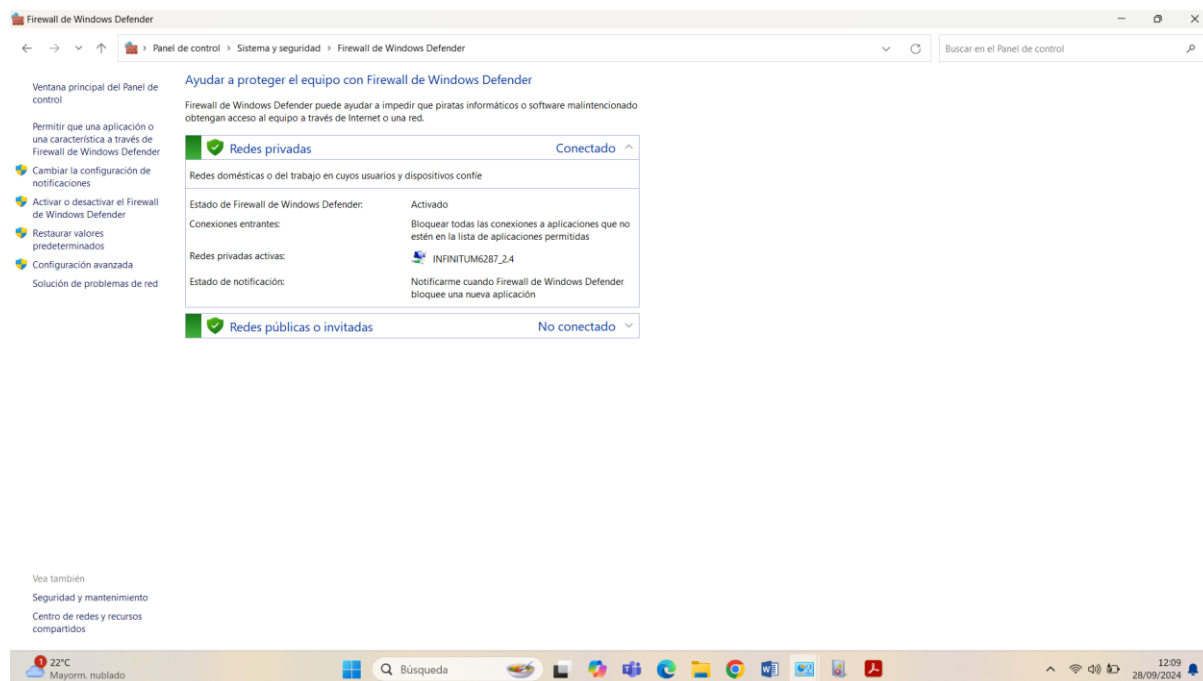 Firewall de Windows Defender
Panel de control > Sistema y seguridad > Firewall de Windows Defender
Buscar en el Panel de control
Ventana principal del Panel de
control
Permitir que una aplicación o
una característica a través de
Firewall de Windows Defender
Cambiar la configuración de
notificaciones
Activar o desactivar el Firewall
de Windows Defender
Restaurar valores
predeterminados
Configuración avanzada
Solución de problemas de red
Ayudar a proteger el equipo con Firewall de Windows Defender
Firewall de Windows Defender puede ayudar a impedir que piratas informáticos o software malintencionado
obtengan acceso al equipo a través de Internet o una red.
Redes privadas Conectado
Redes domésticas o del trabajo en cuyos usuarios y dispositivos confíe
Estado de Firewall de Windows Defender: Activado
Conexiones entrantes: Bloquear todas las conexiones a aplicaciones que no
estén en la lista de aplicaciones permitidas
Redes privadas activas: INFINITUM6287_2.4
Estado de notificación: Notificarme cuando Firewall de Windows Defender
bloquee una nueva aplicación
Redes públicas o invitadas No conectado
Vea también
Seguridad y mantenimiento
Centro de redes y recursos
compartidos
1
22°C
Mayorm. nublado
Búsqueda
12:09
28/09/2024